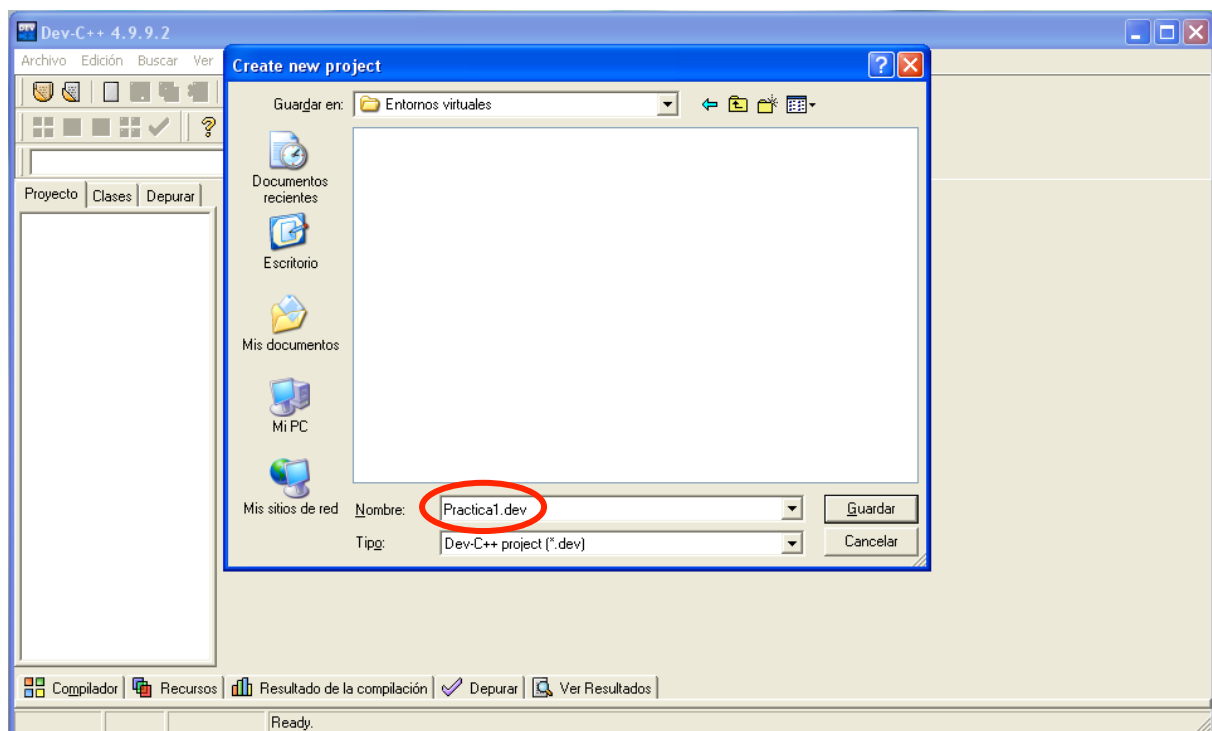 Dev-C++ 4.9.9.2
Archivo Edición Buscar Ver
Create new project
Guardar en: Entornos virtuales
Proyecto Clases Depurar
Documentos
recientes
Escritorio
Mis documentos
Mi PC
Mis sitios de red
Nombre: Practica1.dev Guardar
Tipo: Dev-C++ project (*.dev) Cancelar
Compilador Recursos Resultado de la compilación Depurar Ver Resultados
Ready.